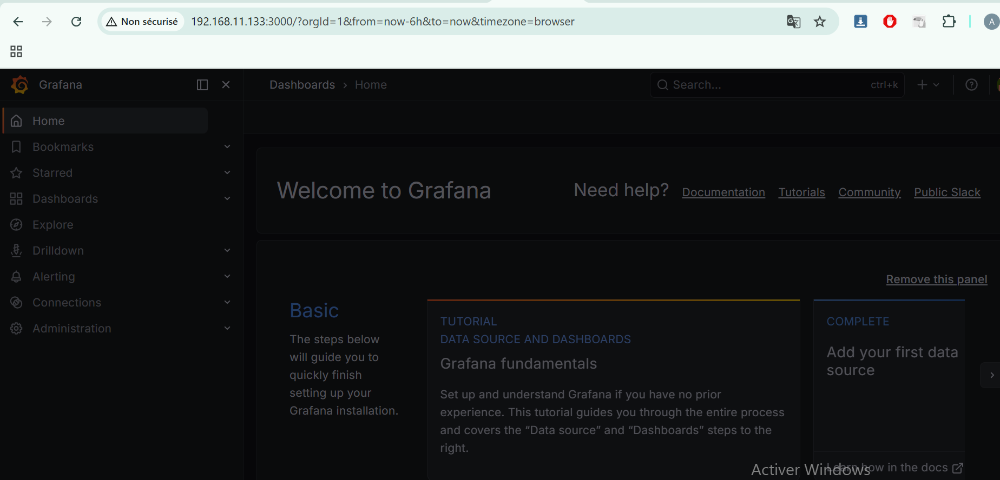 Non sécurisé
192.168.11.133:3000/?orgId=1&from=now-6h&to=now&timezone=browser
A
Grafana
Dashboards › Home
Search...
ctrl+k
Home
Bookmarks
Starred
Dashboards
Explore
Drilldown
Alerting
Connections
Administration
Welcome to Grafana
Need help?
Documentation
Tutorials
Community
Public Slack
Remove this panel
Basic
The steps below
will guide you to
quickly finish
setting up your
Grafana installation.
TUTORIAL
DATA SOURCE AND DASHBOARDS
Grafana fundamentals
Set up and understand Grafana if you have no prior
experience. This tutorial guides you through the entire process
and covers the “Data source” and “Dashboards” steps to the
right.
COMPLETE
Add your first data
source
Learn how in the docs
Activer Windows